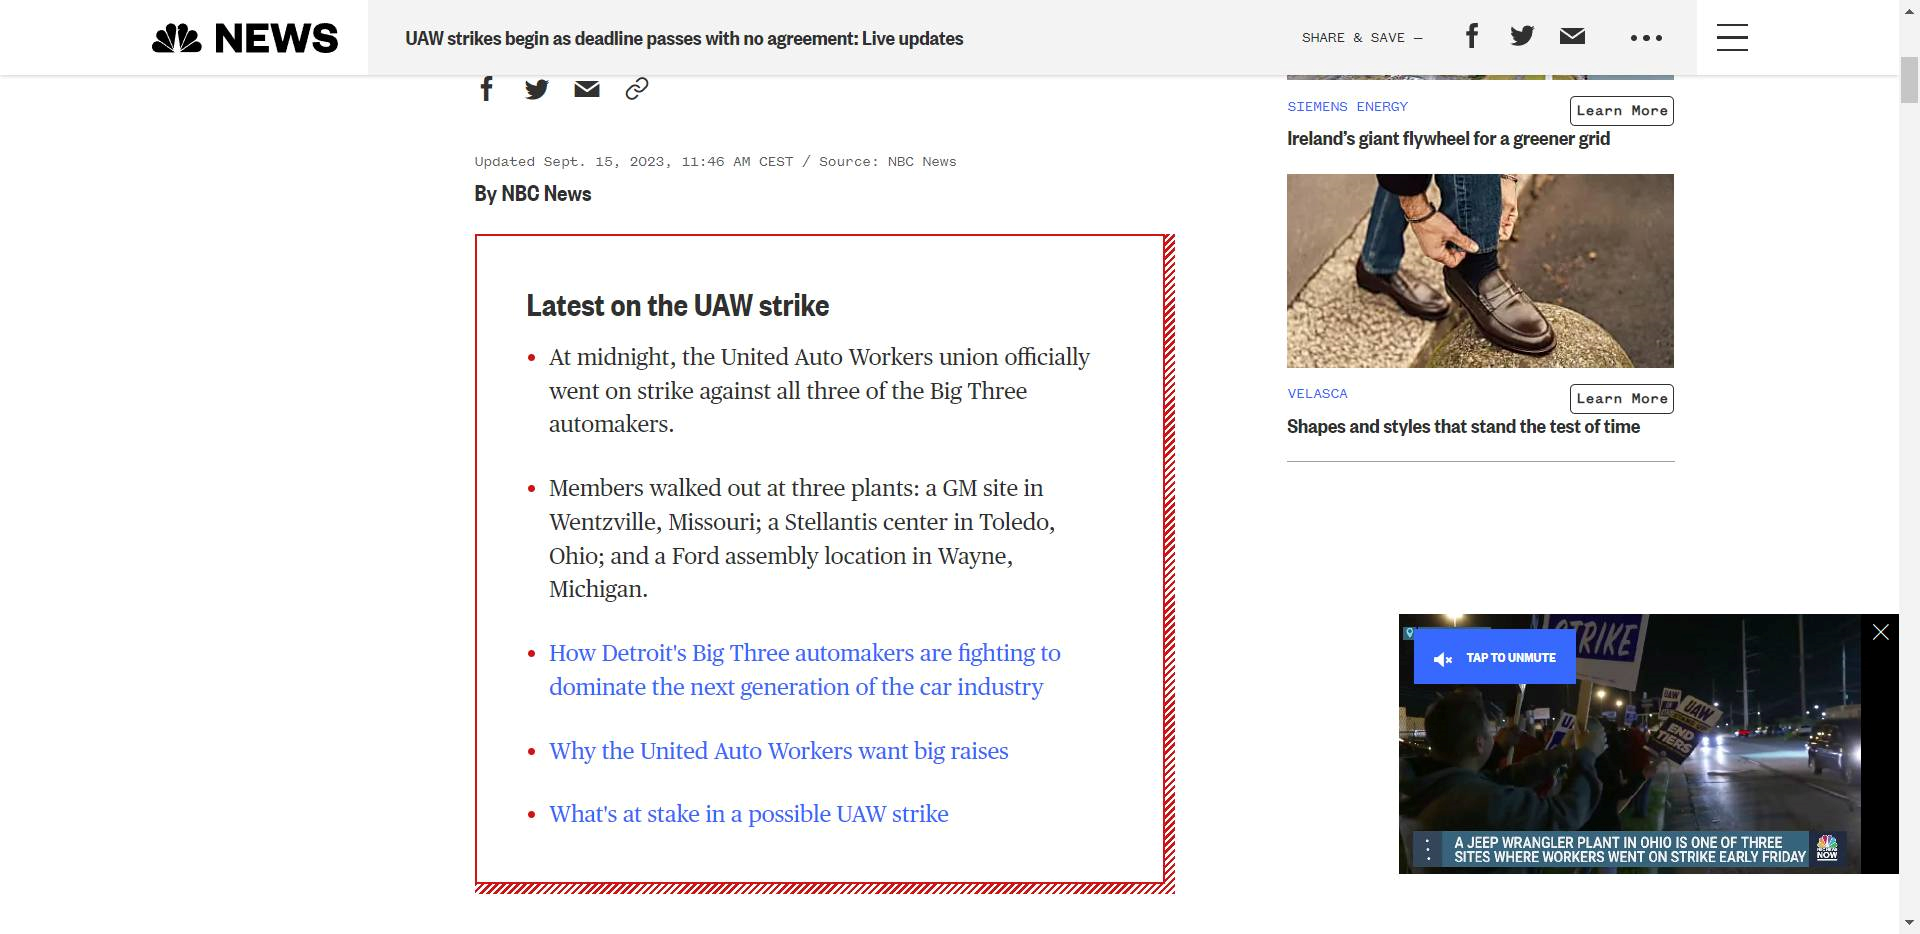 NEWS
UAW strikes begin as deadline passes with no agreement: Live updates
SHARE & SAVE —
Updated Sept. 15, 2023, 11:46 AM CEST / Source: NBC News
By NBC News
Latest on the UAW strike
At midnight, the United Auto Workers union officially
went on strike against all three of the Big Three
automakers.
Members walked out at three plants: a GM site in
Wentzville, Missouri; a Stellantis center in Toledo,
Ohio; and a Ford assembly location in Wayne,
Michigan.
How Detroit's Big Three automakers are fighting to
dominate the next generation of the car industry
Why the United Auto Workers want big raises
What's at stake in a possible UAW strike
SIEMENS ENERGY
Learn More
Ireland’s giant flywheel for a greener grid
VELASCA
Learn More
Shapes and styles that stand the test of time
STRIKE
TAP TO UNMUTE
UAW
UAW
END
TIERS
A JEEP WRANGLER PLANT IN OHIO IS ONE OF THREE
SITES WHERE WORKERS WENT ON STRIKE EARLY FRIDAY
NOW